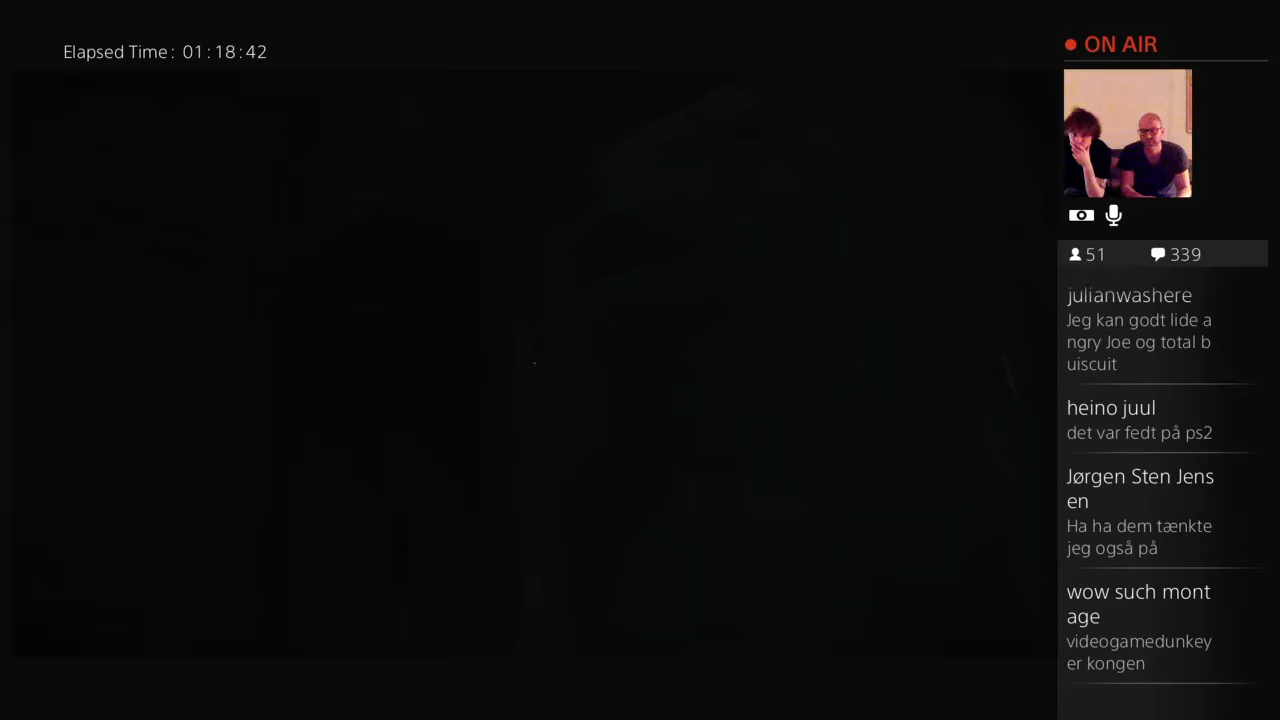 Elapsed Time: 01:18:42
ON AIR
51 339
julianwashere
Jeg kan godt lide a
ngry Joe og total b
uiscuit
heino juul
det var fedt på ps2
Jørgen Sten Jens
en
Ha ha dem tænkte
jeg også på
wow such mont
age
videogamedunkey
er kongen